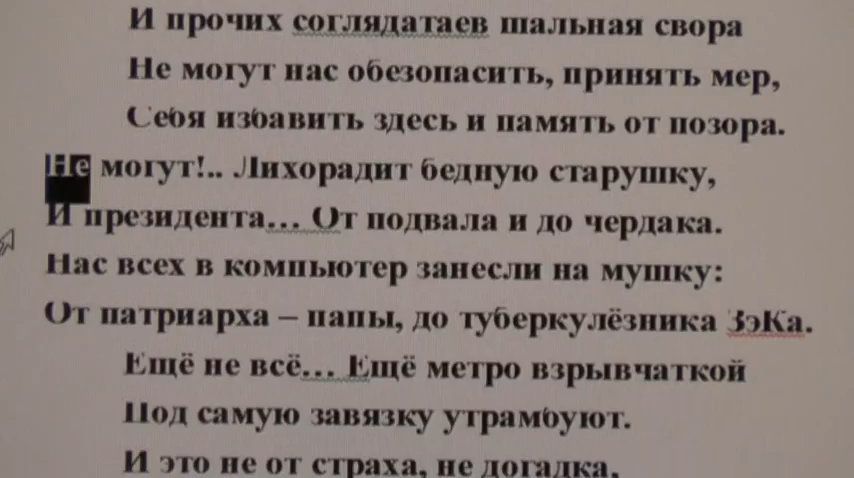 И прочих соглядатаев шальная свора
Не могут нас обезопасить, принять мер,
Себя избавить здесь и память от позора.
Не могут!.. Лихорадит бедную старушку,
И президента... От подвала и до чердака.
Нас всех в компьютер занесли на мушку:
От патриарха – папы, до туберкулёзника ЗэКа.
Ещё не всё... Ещё метро взрывчаткой
Под самую завязку утрамбуют.
И это не от страха, не догадка,